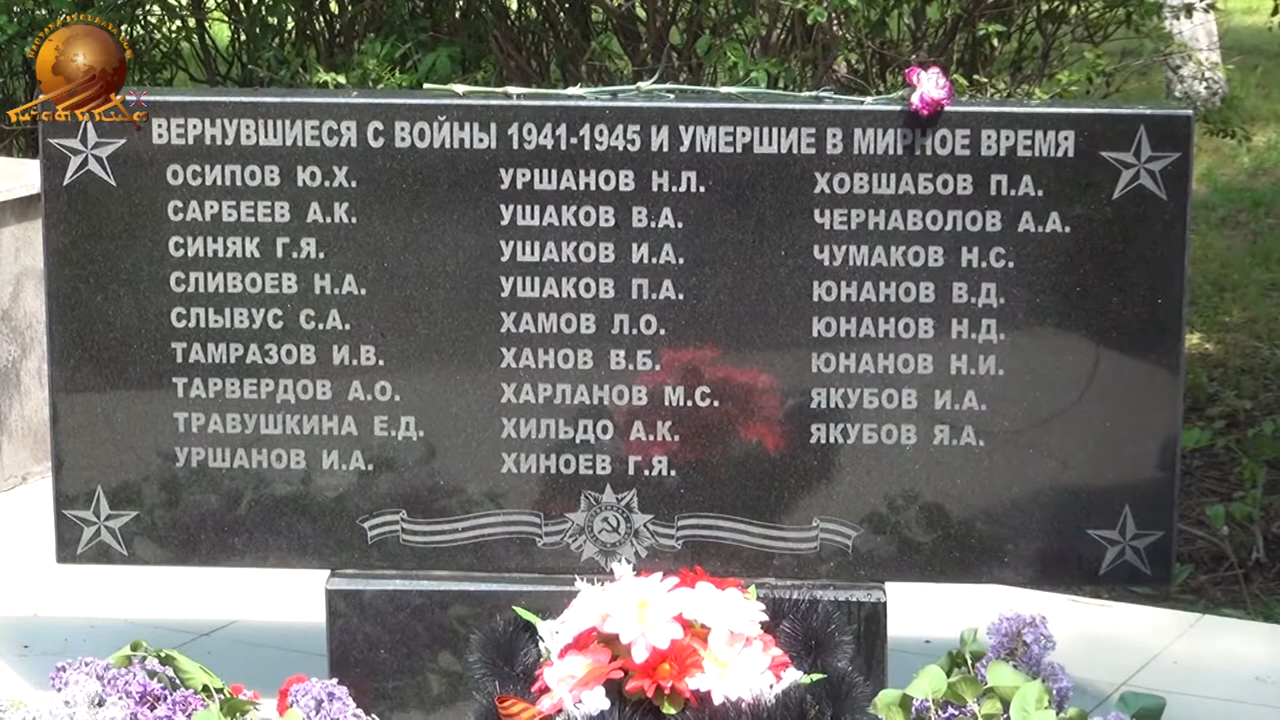 ВЕРНУВШИЕСЯ С ВОЙНЫ 1941-1945 И УМЕРШИЕ В МИРНОЕ ВРЕМЯ
ОСИПОВ Ю.Х.
САРБЕЕВ А.К.
СИНЯК Г.Я.
СЛИВОЕВ Н.А.
СЛЫВУС С.А.
ТАМРАЗОВ И.В.
ТАРВЕРДОВ А.О.
ТРАВУШКИНА Е.Д.
УРШАНОВ И.А.
УРШАНОВ Н.Л.
УШАКОВ В.А.
УШАКОВ И.А.
УШАКОВ П.А.
ХАМОВ Л.О.
ХАНОВ В.Б.
ХАРЛАНОВ М.С.
ХИЛЬДО А.К.
ХИНОЕВ Г.Я.
ХОВШАБОВ П.А.
ЧЕРНАВОЛОВ А.А.
ЧУМАКОВ Н.С.
ЮНАНОВ В.Д.
ЮНАНОВ Н.Д.
ЮНАНОВ Н.И.
ЯКУБОВ И.А.
ЯКУБОВ Я.А.